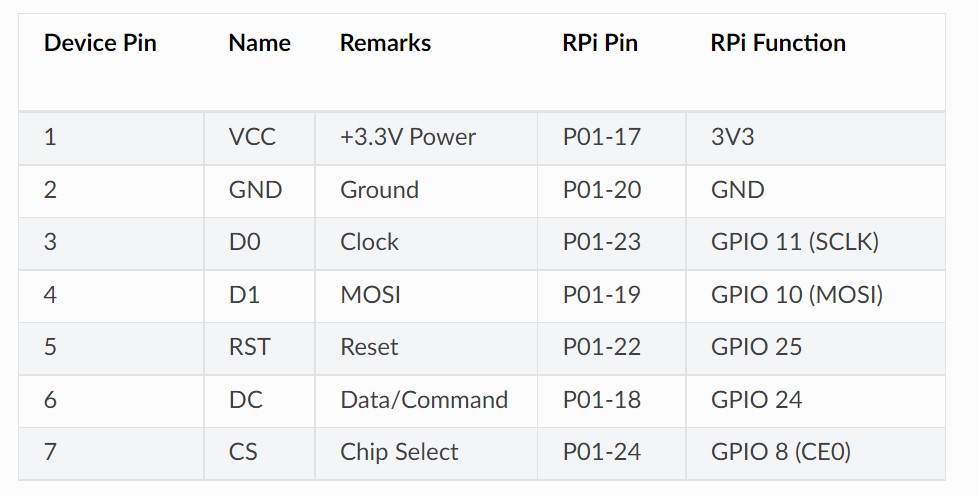 Device Pin Name Remarks RPi Pin RPi Function
1 VCC +3.3V Power P01-17 3V3
2 GND Ground P01-20 GND
3 D0 Clock P01-23 GPIO 11 (SCLK)
4 D1 MOSI P01-19 GPIO 10 (MOSI)
5 RST Reset P01-22 GPIO 25
6 DC Data/Command P01-18 GPIO 24
7 CS Chip Select P01-24 GPIO 8 (CE0)